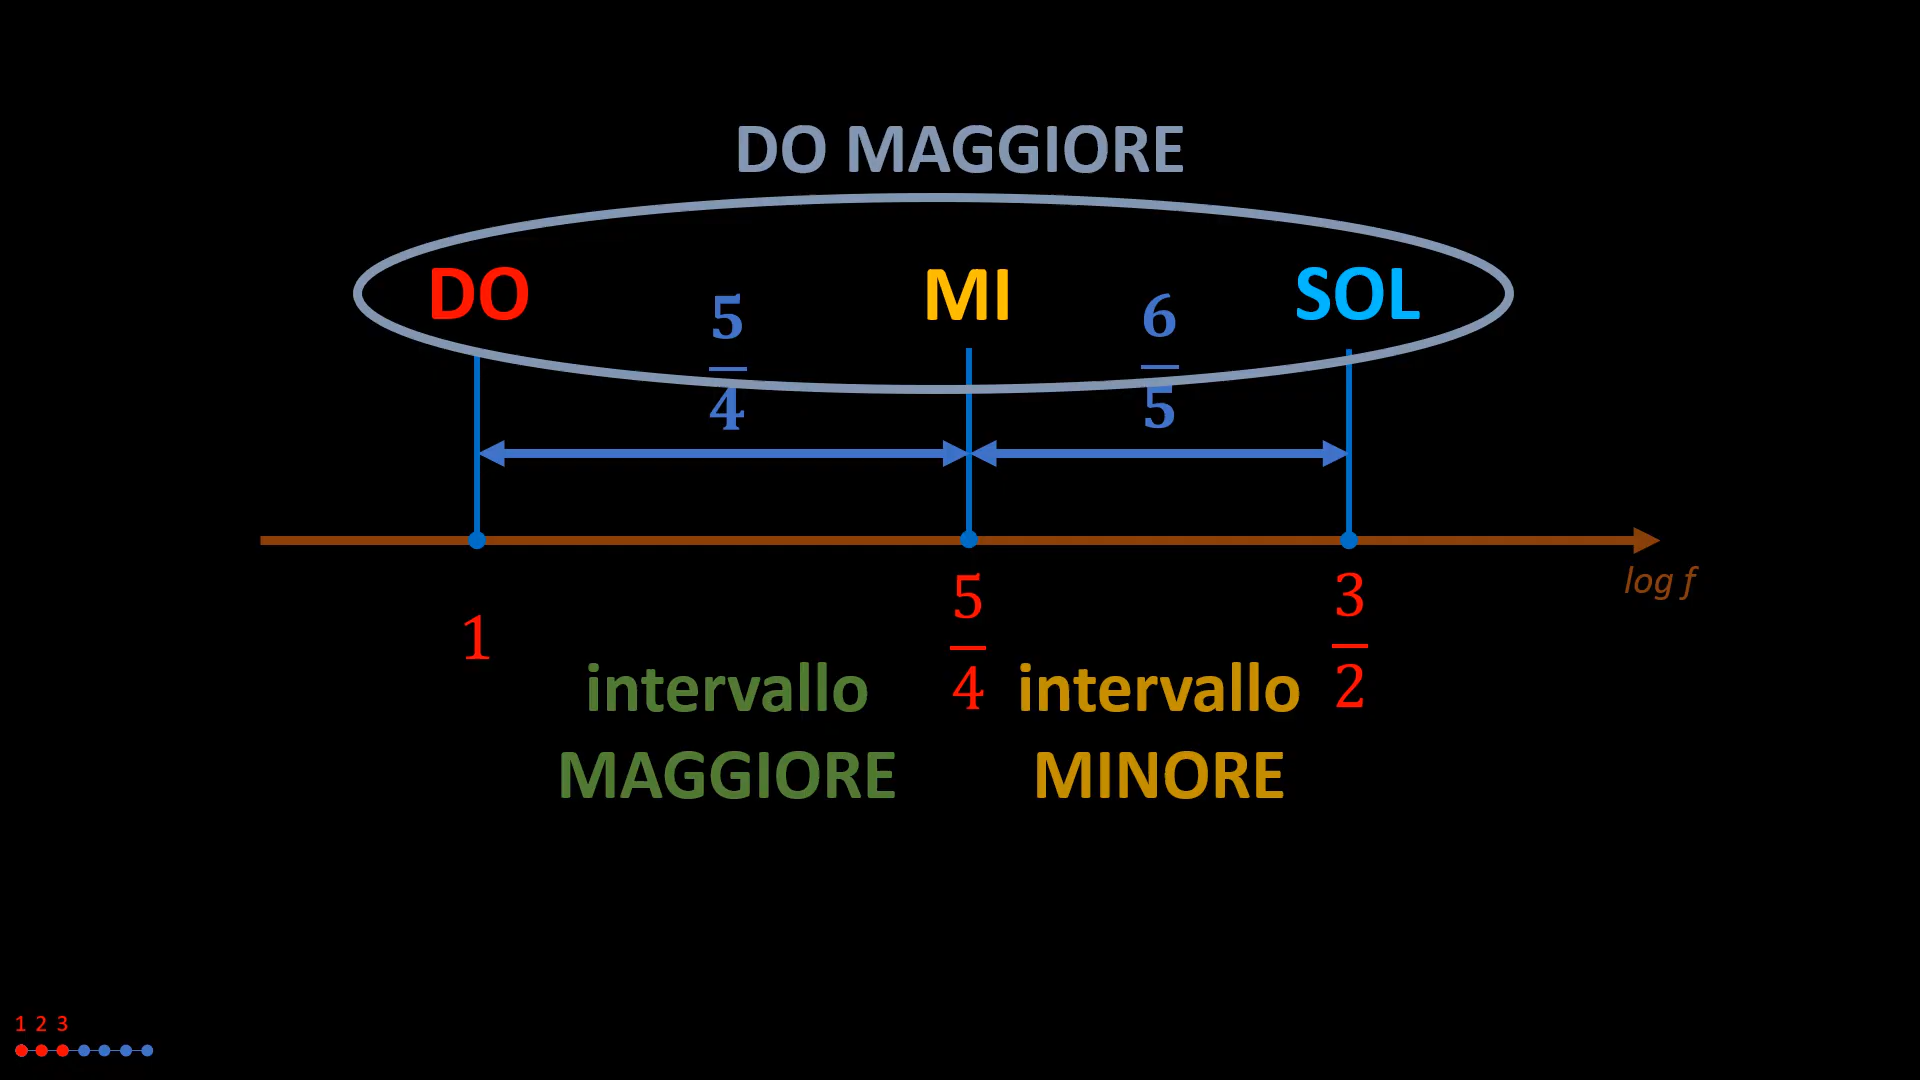 DO MAGGIORE
DO MI SOL
5/4 6/5
log f
1 5/4 3/2
intervallo MAGGIORE
intervallo MINORE
1 2 3